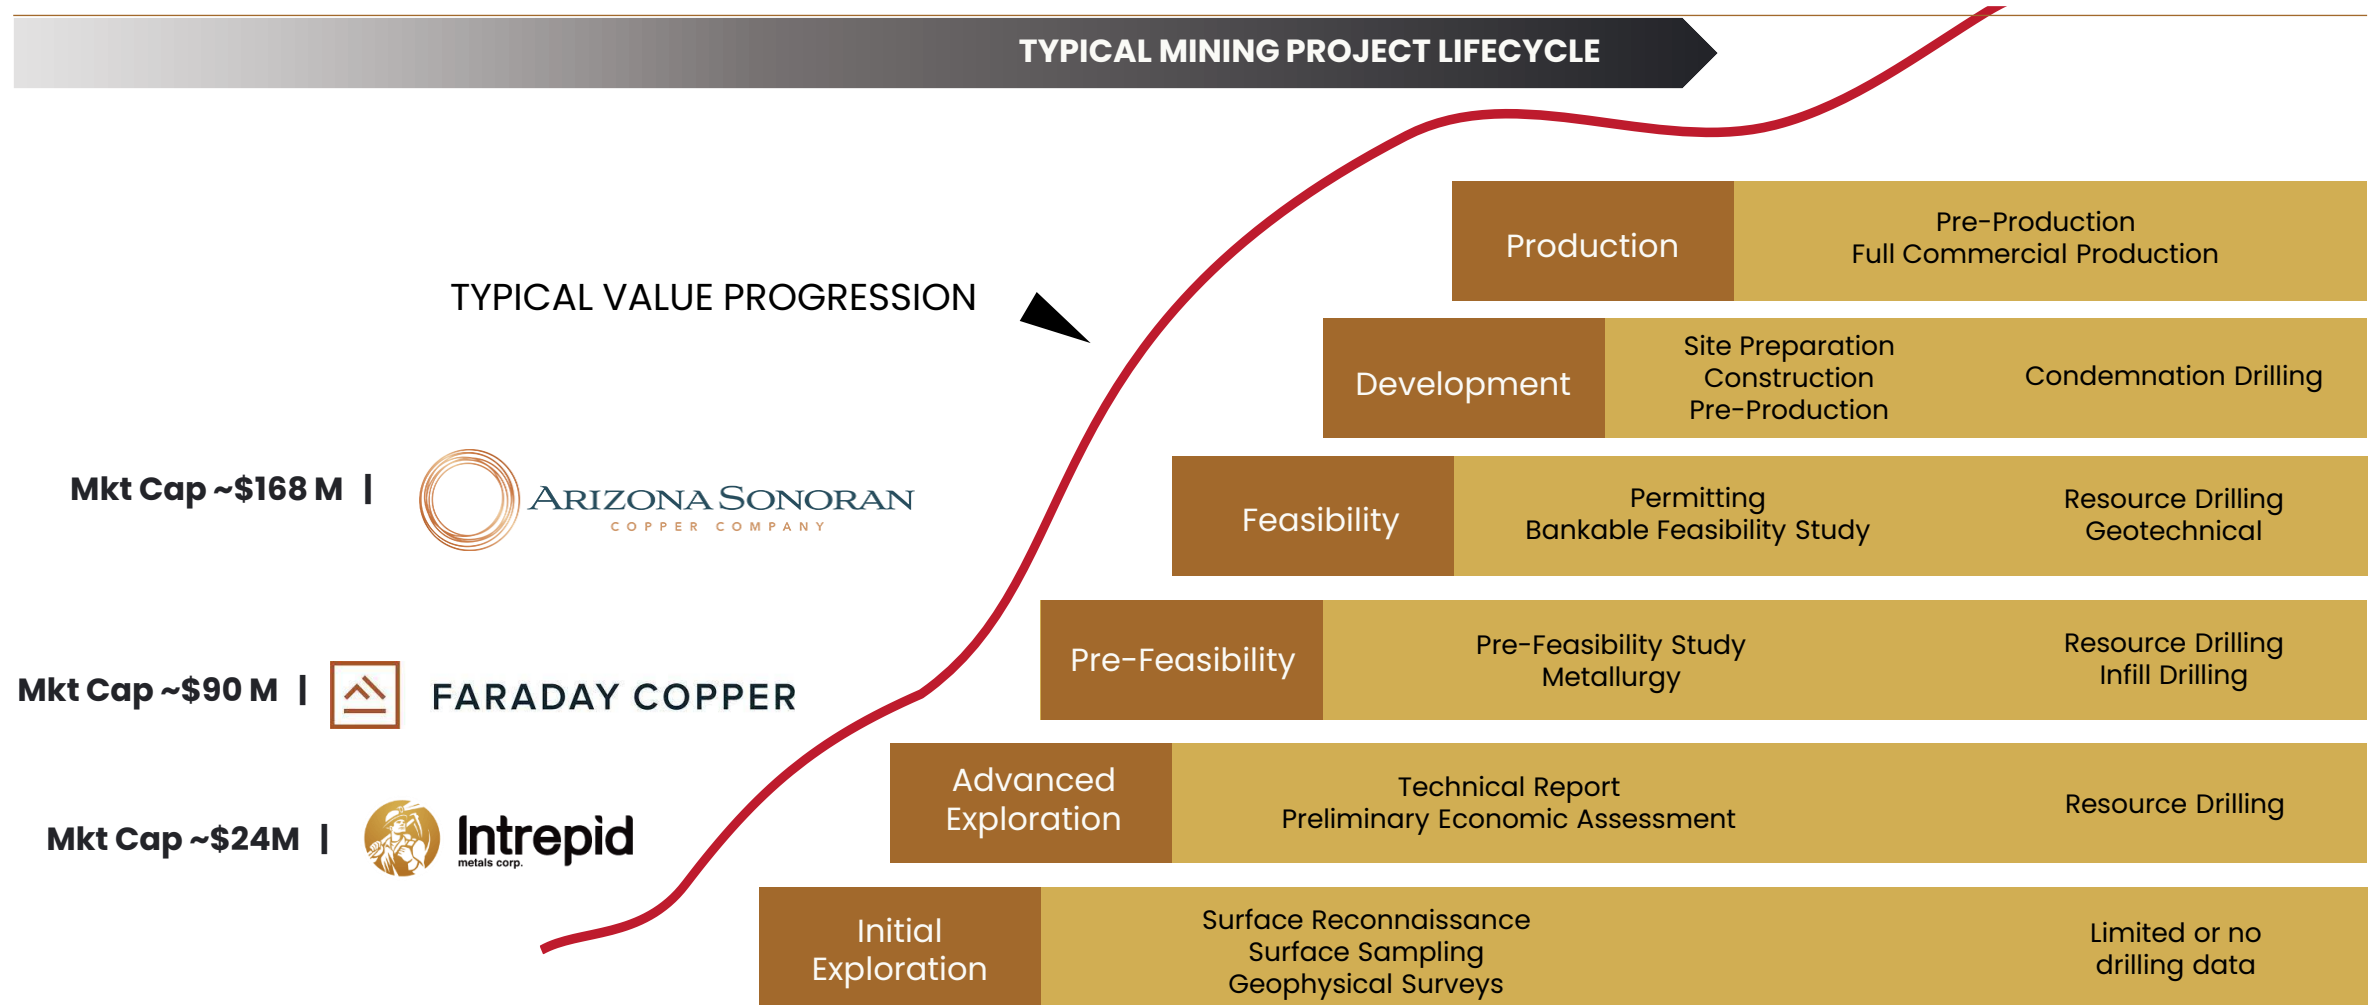 TYPICAL MINING PROJECT LIFECYCLE
TYPICAL VALUE PROGRESSION
Production
Pre-Production
Full Commercial Production
Development
Site Preparation
Construction
Pre-Production
Condemnation Drilling
Mkt Cap ~$168 M |
ARIZONA SONORAN
COPPER COMPANY
Feasibility
Permitting
Bankable Feasibility Study
Resource Drilling
Geotechnical
Mkt Cap ~$90 M |
FARADAY COPPER
Pre-Feasibility
Pre-Feasibility Study
Metallurgy
Resource Drilling
Infill Drilling
Mkt Cap ~$24M |
Intrepid
metals corp.
Advanced
Exploration
Technical Report
Preliminary Economic Assessment
Resource Drilling
Initial
Exploration
Surface Reconnaissance
Surface Sampling
Geophysical Surveys
Limited or no
drilling data